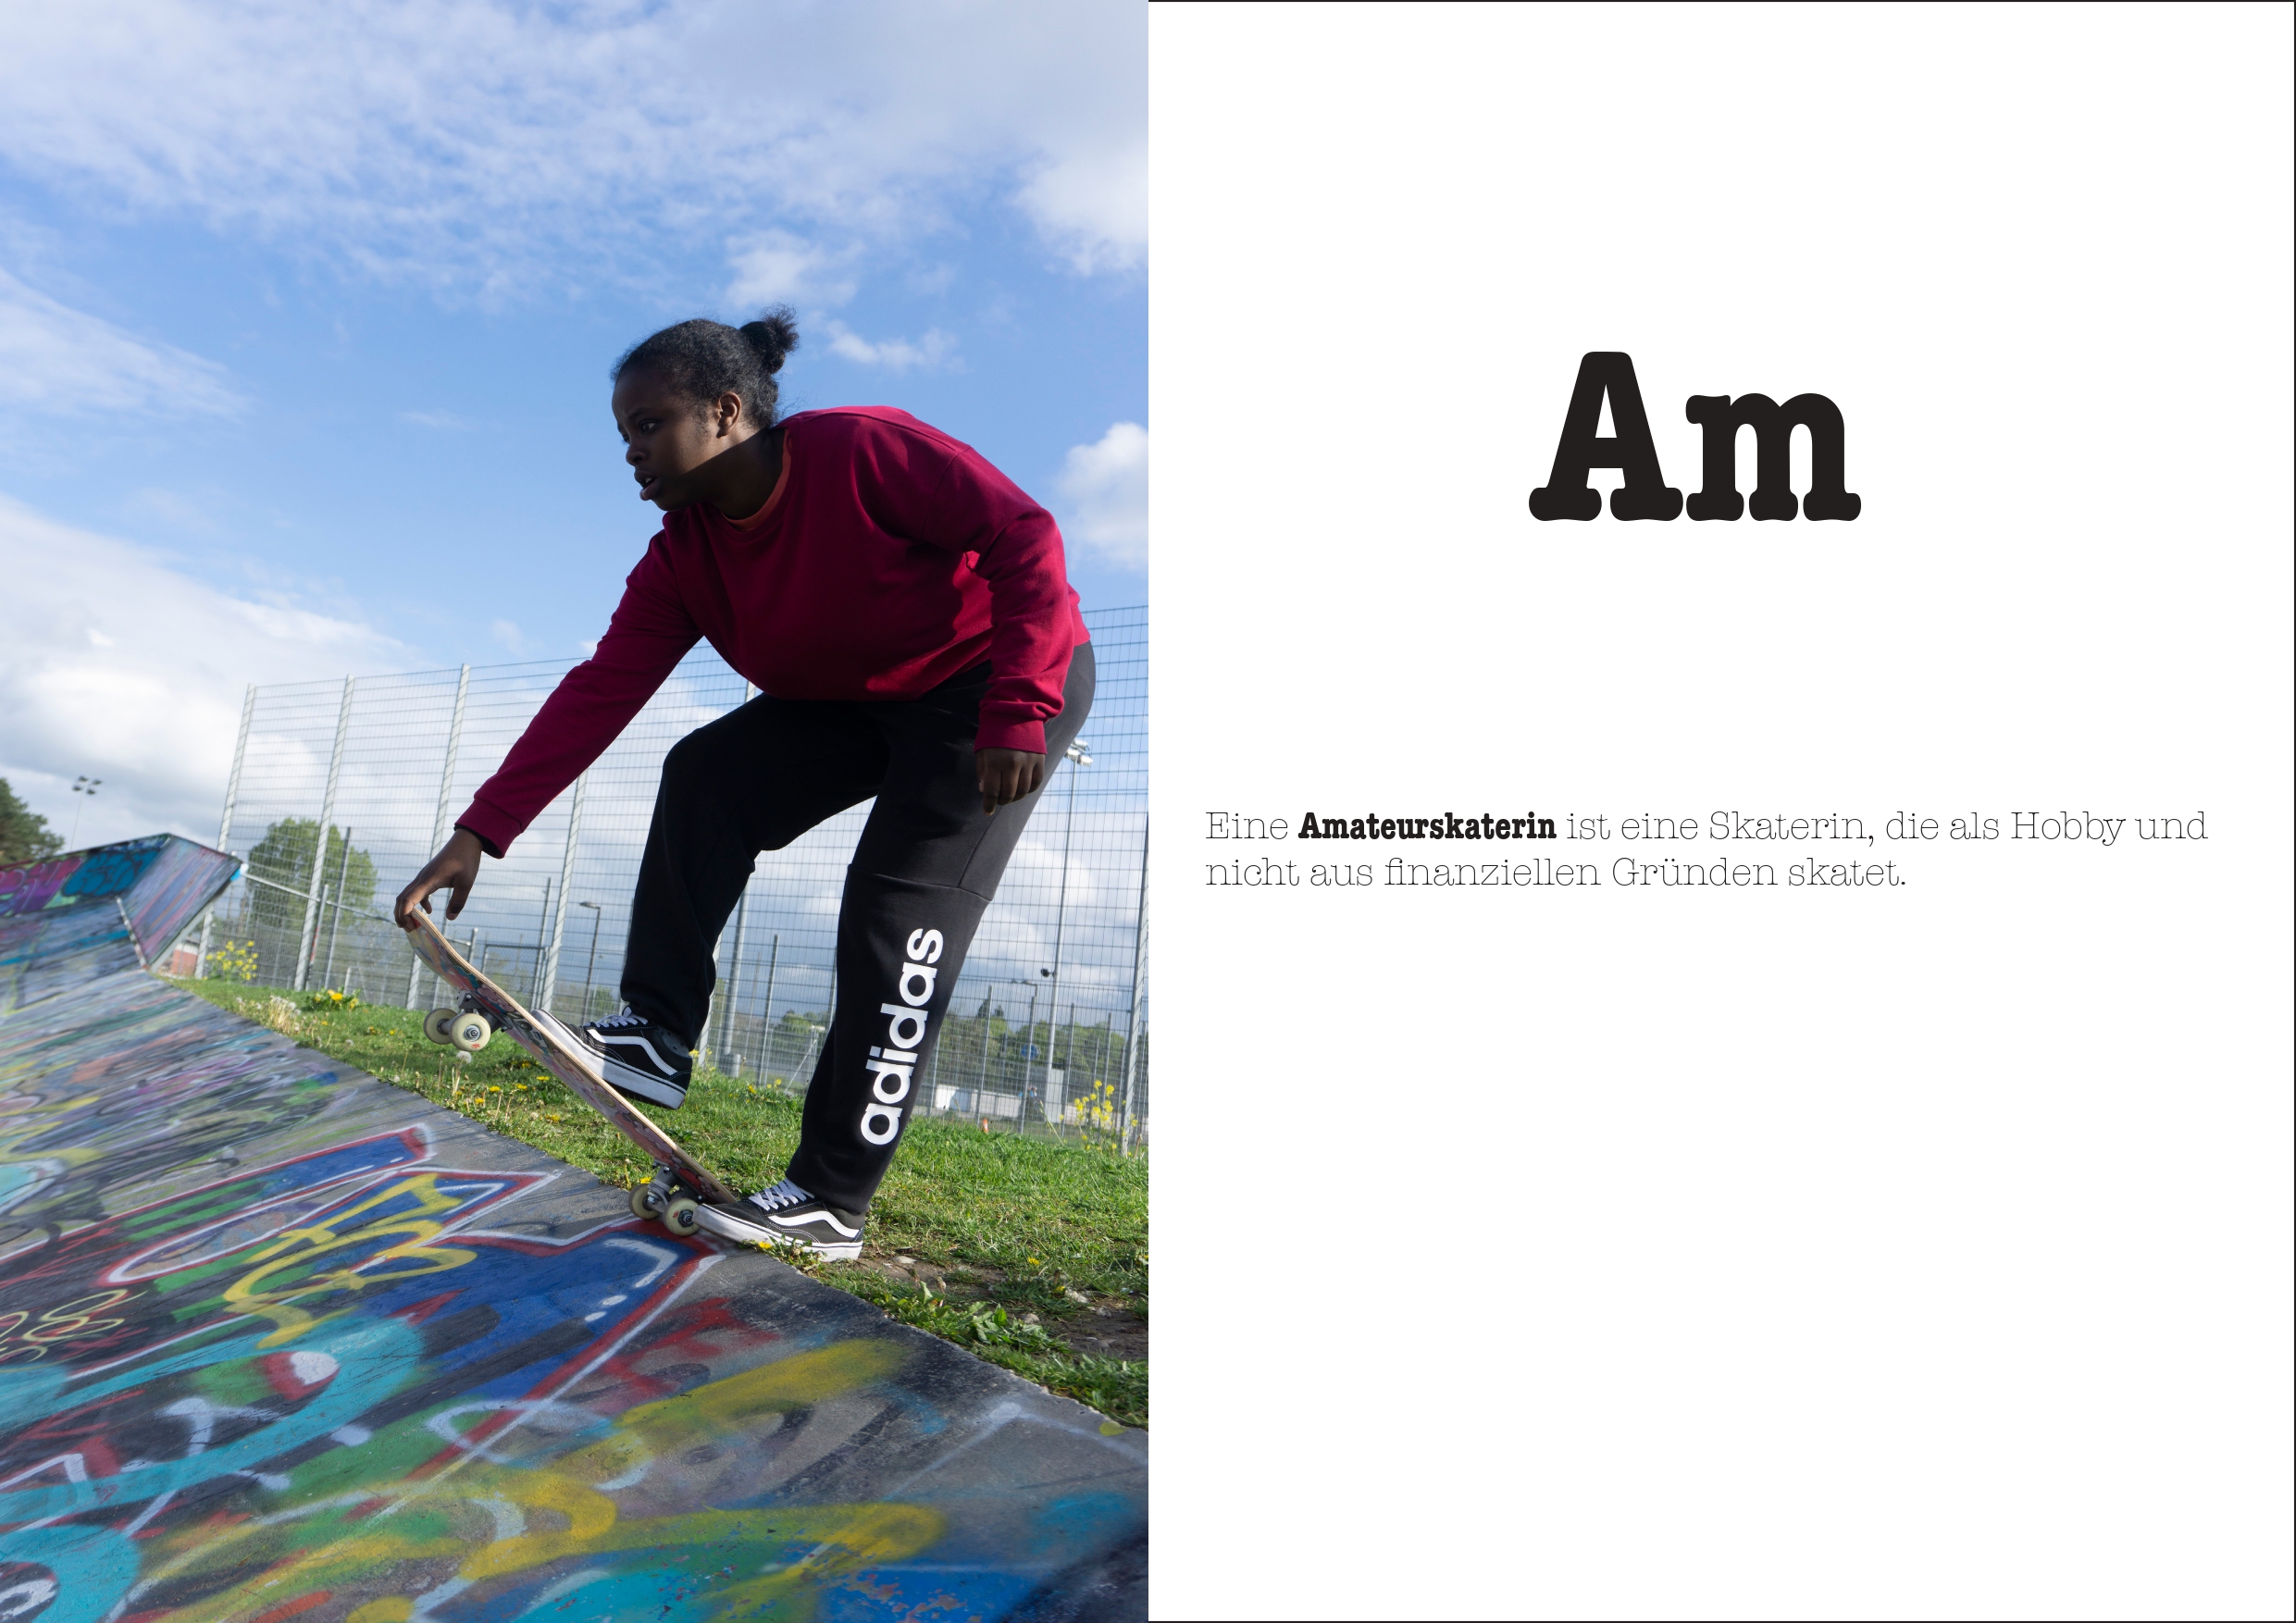 adidas
Am
Eine Amateurskaterin ist eine Skaterin, die als Hobby und
nicht aus finanziellen Gründen skatet.